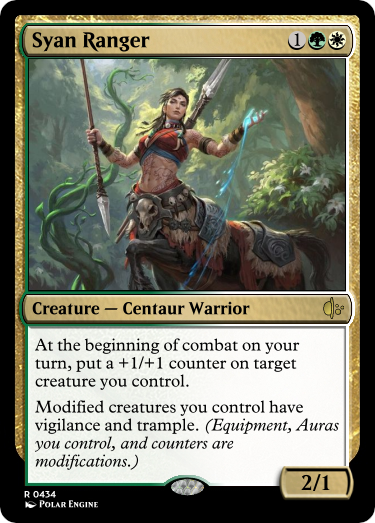 Syan Ranger 1
Creature — Centaur Warrior
At the beginning of combat on your
turn, put a +1/+1 counter on target
creature you control.
Modified creatures you control have
vigilance and trample. (Equipment, Auras
you control, and counters are
modifications.)
2/1
R 0434
Polar Engine